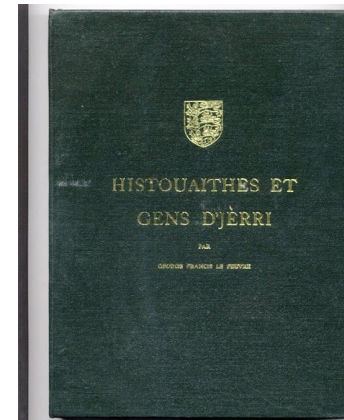 HISTOUAITHES ET
GENS D'JÈRRI
PAR
GEORGE FRANCIS LE FEUVRE